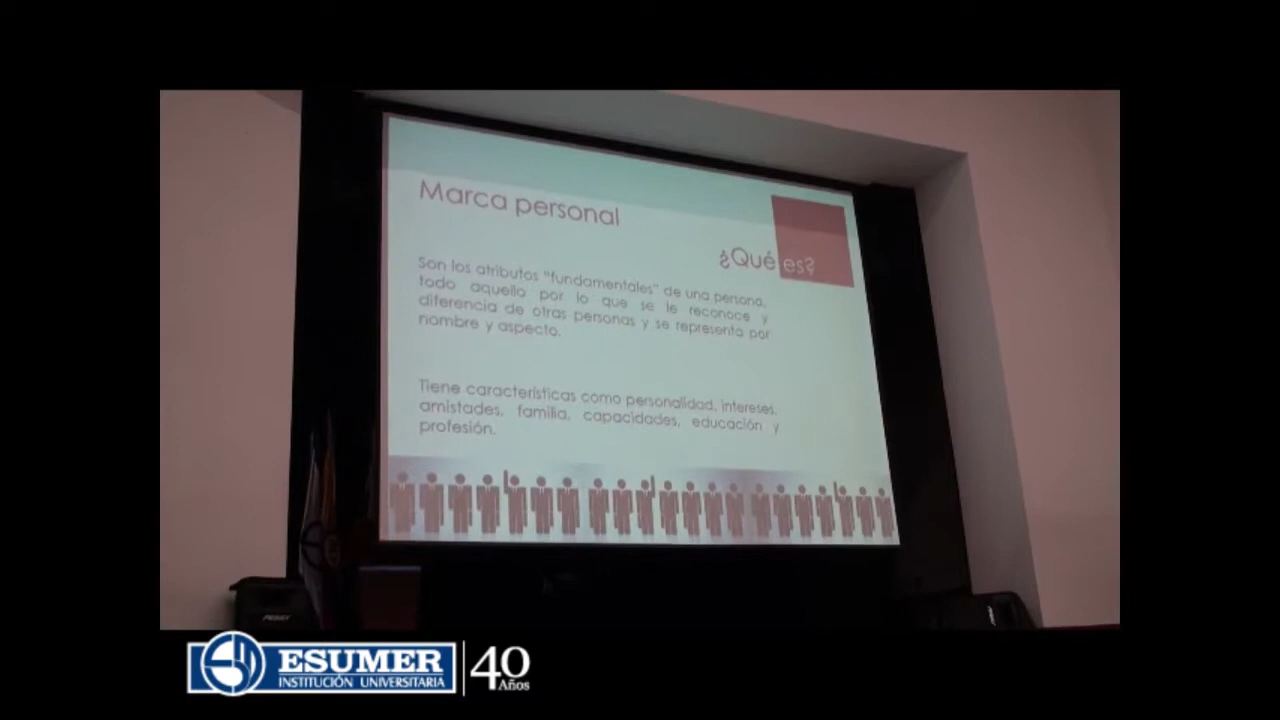 Marca personal
¿Qué es?
Son los atributos "fundamentales" de una persona,
todo aquello por lo que se le reconoce y
diferencia de otras personas y se representa por
nombre y aspecto.
Tiene características como personalidad, intereses,
amistades, familia, capacidades, educación y
profesión.
PEAVEY
ESUMER
INSTITUCIÓN UNIVERSITARIA
40
Años